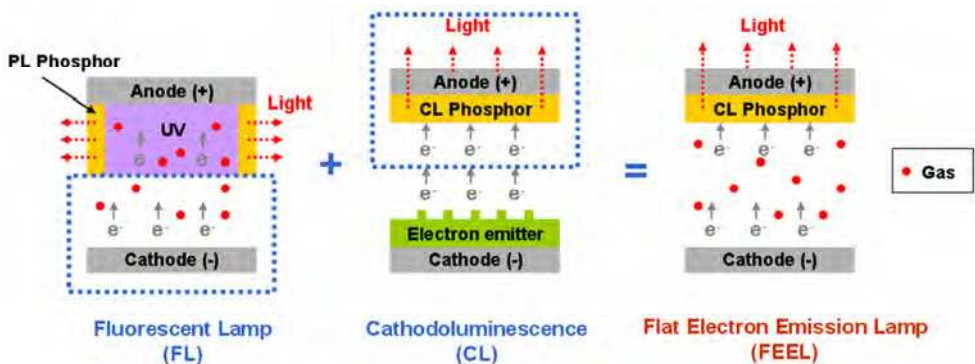 PL Phosphor
Anode (+)
Light
UV
e⁻ e⁻
e⁻ e⁻ e⁻
Cathode (-)
Fluorescent Lamp
(FL)
+
Light
Anode (+)
CL Phosphor
e⁻ e⁻ e⁻
e⁻ e⁻ e⁻
Electron emitter
Cathode (-)
Cathodoluminescence
(CL)
=
Light
Anode (+)
CL Phosphor
e⁻ e⁻ e⁻
e⁻ e⁻ e⁻
Cathode (-)
Flat Electron Emission Lamp
(FEEL)
Gas